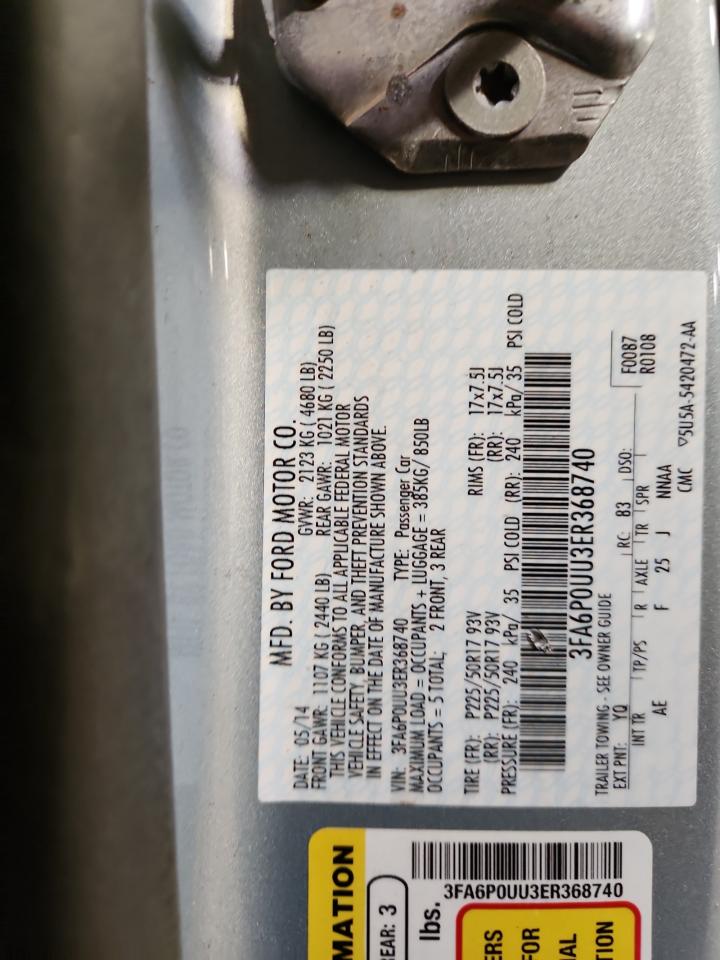 MFD. BY FORD MOTOR CO.
DATE: 05/14 GVWR: 2123 KG ( 4680 LB)
FRONT GAWR: 1107 KG ( 2440 LB) REAR GAWR: 1021 KG ( 2250 LB)
THIS VEHICLE CONFORMS TO ALL APPLICABLE FEDERAL MOTOR
VEHICLE SAFETY, BUMPER, AND THEFT PREVENTION STANDARDS
IN EFFECT ON THE DATE OF MANUFACTURE SHOWN ABOVE.
VIN: 3FA6P0UU3ER368740 TYPE: Passenger Car
MAXIMUM LOAD = OCCUPANTS + LUGGAGE = 385KG/ 850LB
OCCUPANTS = 5 TOTAL; 2 FRONT, 3 REAR
TIRE (FR): P225/50R17 93V RIMS (FR): 17x7.5J
(RR): P225/50R17 93V (RR): 17x7.5J
PRESSURE (FR): 240 kPa/ 35 PSI COLD (RR): 240 kPa/ 35 PSI COLD
3FA6P0UU3ER368740
TRAILER TOWING - SEE OWNER GUIDE F0087
EXT PNT: YQ RC: 83 DSO: R0108
INT TR TP/PS R AXLE TR SPR
AE F 25 J NNAA
CMC ▽5U5A-5420472-AA
MATION
EAR: 3
lbs.
3FA6P0UU3ER368740
ERS
FOR
AL
TION